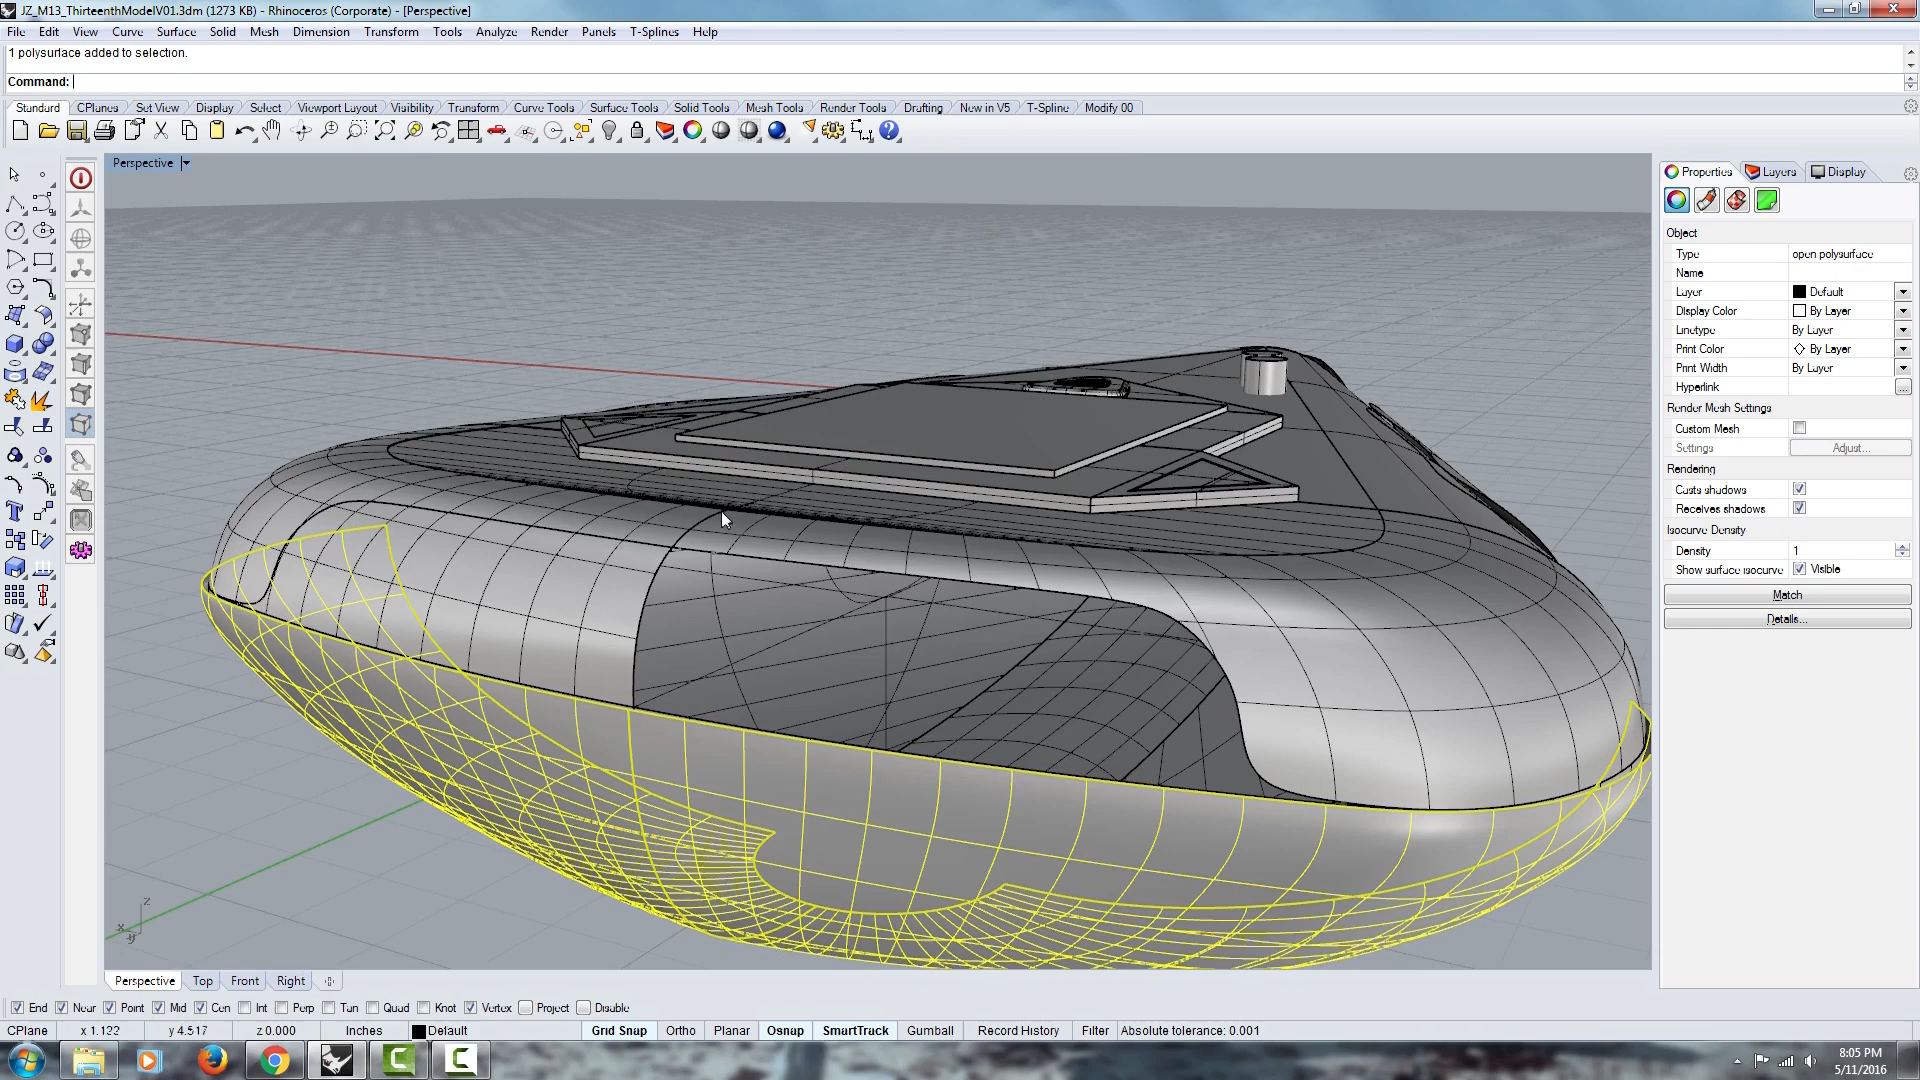 JZ_M13_ThirteenthModelV01.3dm (1273 KB) - Rhinoceros (Corporate) - [Perspective]
File Edit View Curve Surface Solid Mesh Dimension Transform Tools Analyze Render Panels T-Splines Help
1 polysurface added to selection.
Command:
Standard CPlanes Set View Display Select Viewport Layout Visibility Transform Curve Tools Surface Tools Solid Tools Mesh Tools Render Tools Drafting New in V5 T-Spline Modify 00
Perspective
Properties Layers Display
Object
Type open polysurface
Name
Layer Default
Display Color By Layer
Linetype By Layer
Print Color By Layer
Print Width By Layer
Hyperlink ...
Render Mesh Settings
Custom Mesh
Settings Adjust...
Rendering
Casts shadows
Receives shadows
Isocurve Density
Density 1
Show surface isocurve Visible
Match
Details...
z
x
y
Perspective Top Front Right
End Near Point Mid Cen Int Perp Tan Quad Knot Vertex Project Disable
CPlane x 1.122 y 4.517 z 0.000 Inches Default Grid Snap Ortho Planar Osnap SmartTrack Gumball Record History Filter Absolute tolerance: 0.001
8:05 PM
5/11/2016